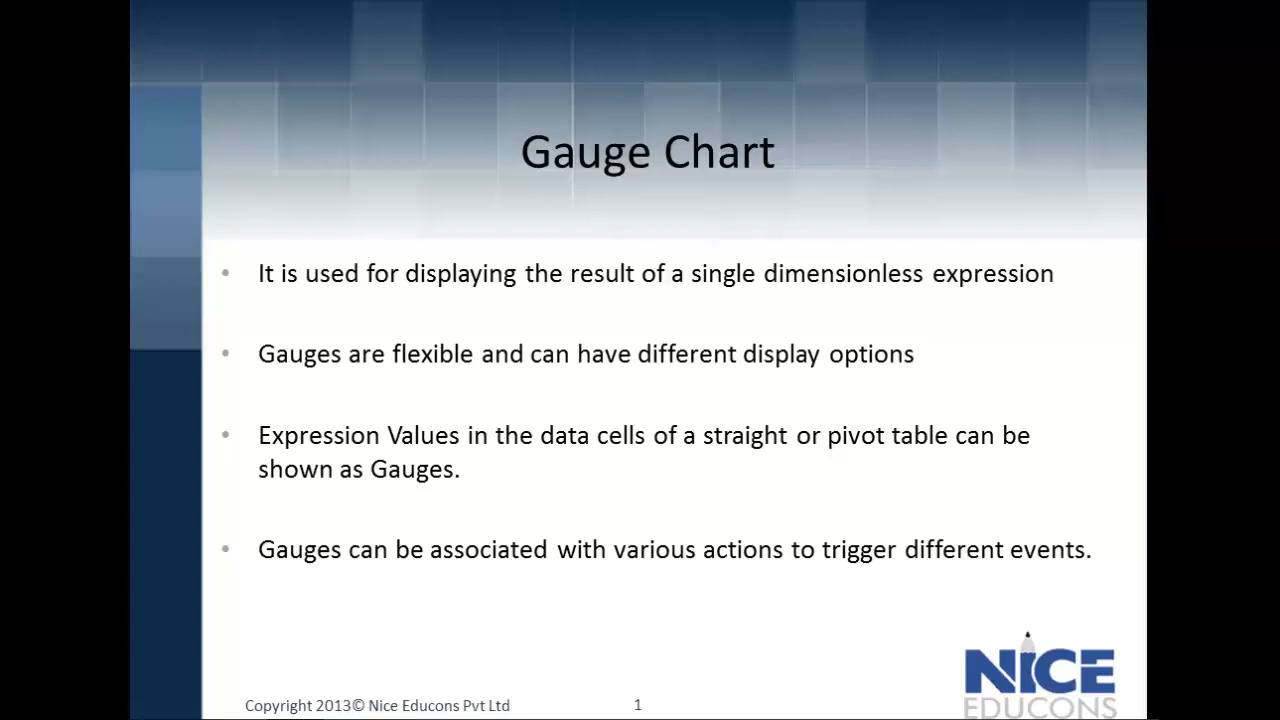 Gauge Chart
• It is used for displaying the result of a single dimensionless expression
• Gauges are flexible and can have different display options
• Expression Values in the data cells of a straight or pivot table can be
shown as Gauges.
• Gauges can be associated with various actions to trigger different events.
NICE
EDUCONS
Copyright 2013© Nice Educons Pvt Ltd
1